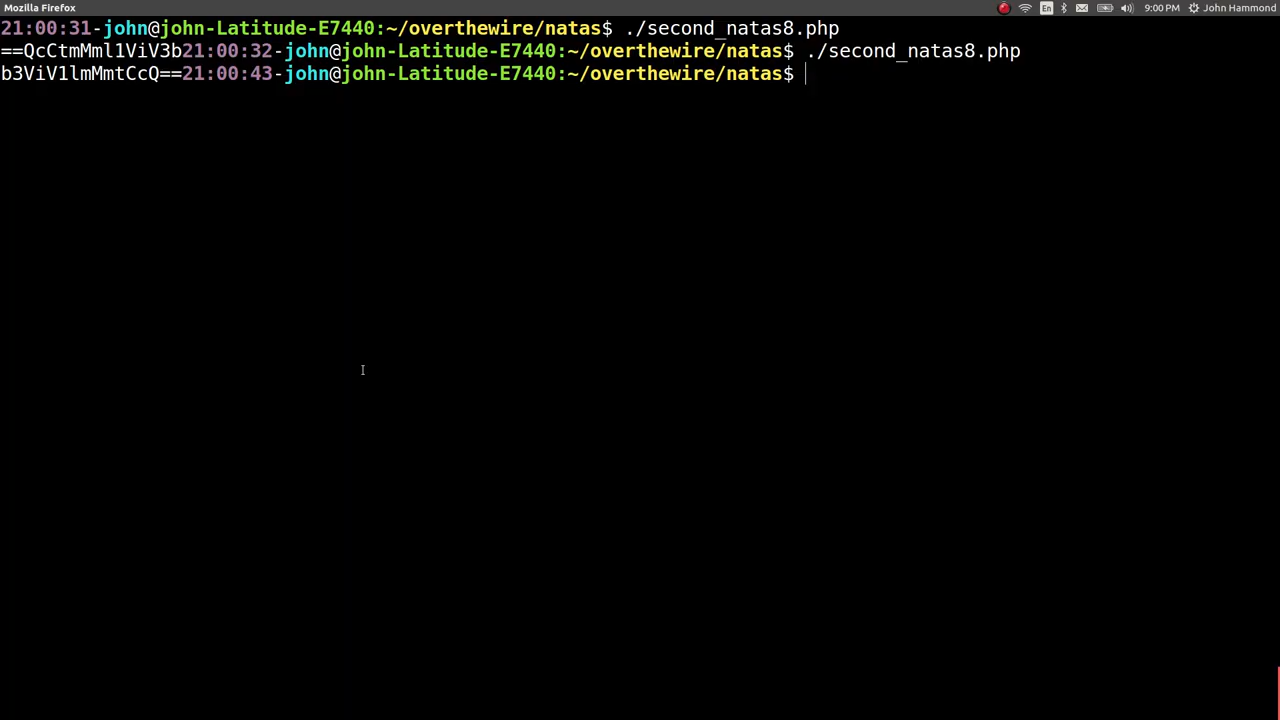 Mozilla Firefox En 9:00 PM John Hammond
21:00:31-john@john-Latitude-E7440:~/overthewire/natas$ ./second_natas8.php
==QcCtmMml1ViV3b21:00:32-john@john-Latitude-E7440:~/overthewire/natas$ ./second_natas8.php
b3ViV1lmMmtCcQ==21:00:43-john@john-Latitude-E7440:~/overthewire/natas$